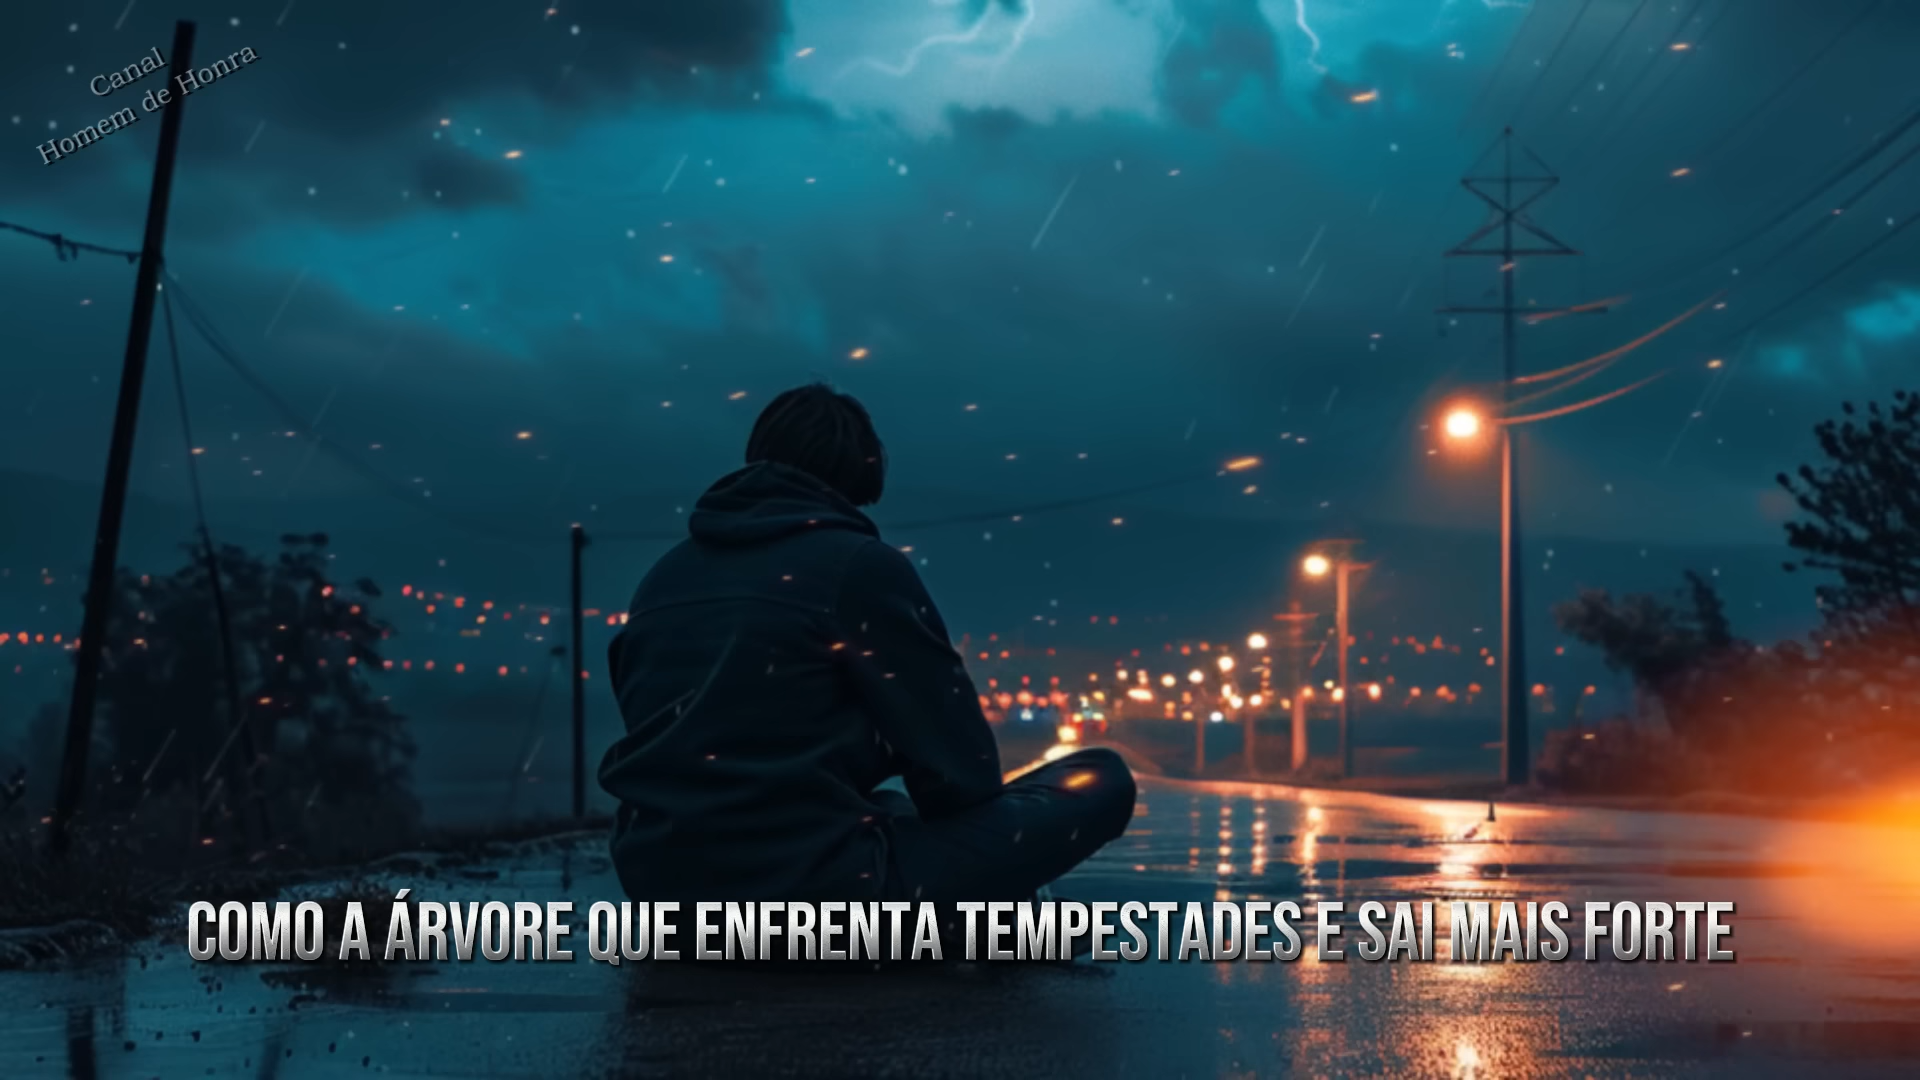 Canal
Homem de Honra
COMO A ÁRVORE QUE ENFRENTA TEMPESTADES E SAI MAIS FORTE